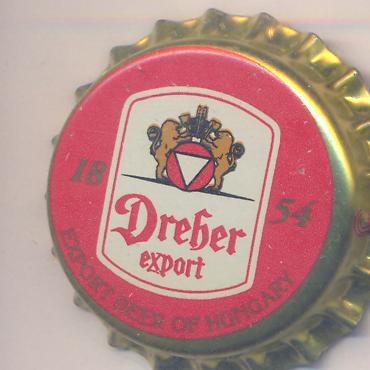 18 54
Dreher
export
EXPORT BEER OF HUNGARY